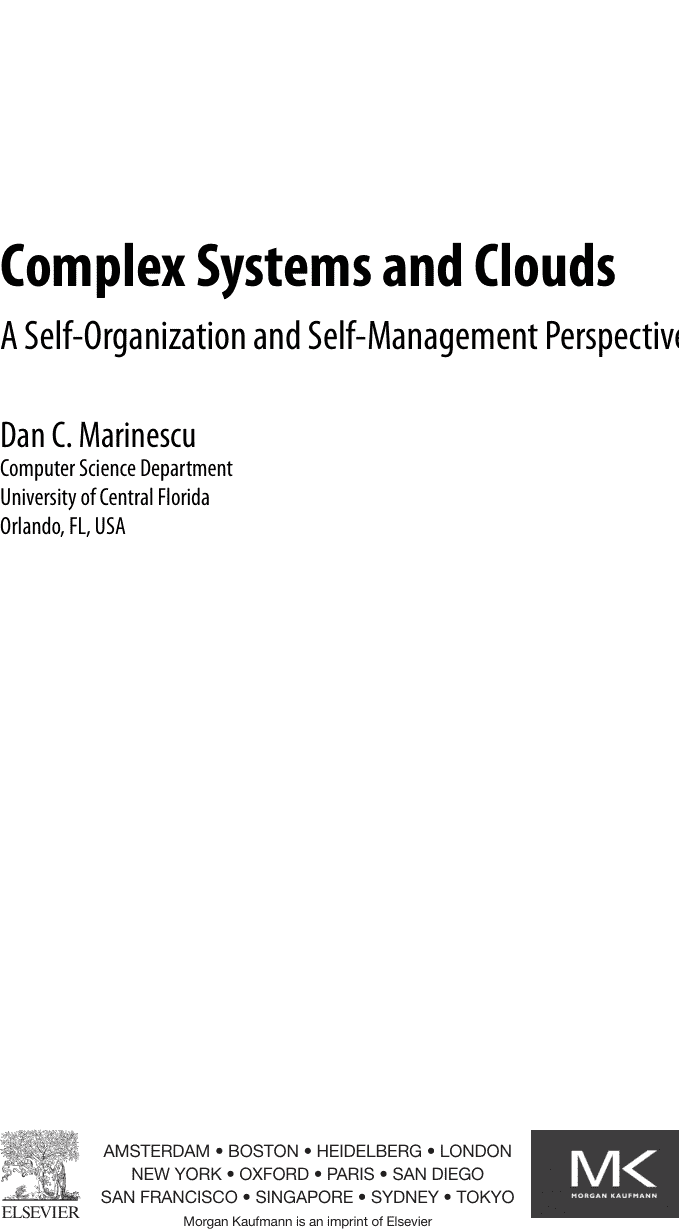 Complex Systems and Clouds
A Self-Organization and Self-Management Perspective
Dan C. Marinescu
Computer Science Department
University of Central Florida
Orlando, FL, USA
AMSTERDAM • BOSTON • HEIDELBERG • LONDON
NEW YORK • OXFORD • PARIS • SAN DIEGO
SAN FRANCISCO • SINGAPORE • SYDNEY • TOKYO
Morgan Kaufmann is an imprint of Elsevier
ELSEVIER
MK
MORGAN KAUFMANN